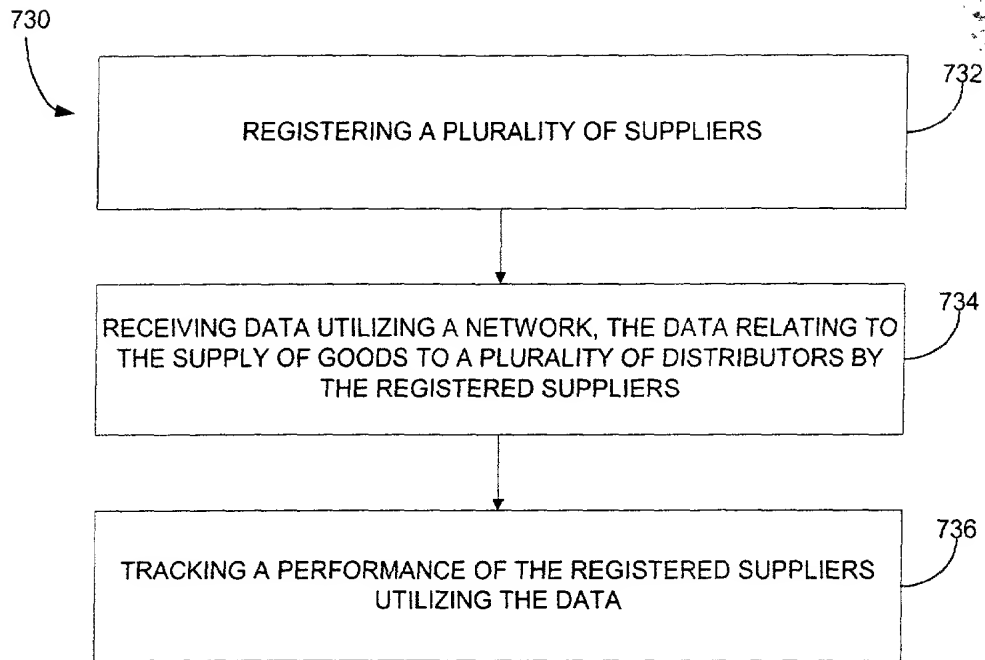 730
732
REGISTERING A PLURALITY OF SUPPLIERS
734
RECEIVING DATA UTILIZING A NETWORK, THE DATA RELATING TO
THE SUPPLY OF GOODS TO A PLURALITY OF DISTRIBUTORS BY
THE REGISTERED SUPPLIERS
736
TRACKING A PERFORMANCE OF THE REGISTERED SUPPLIERS
UTILIZING THE DATA